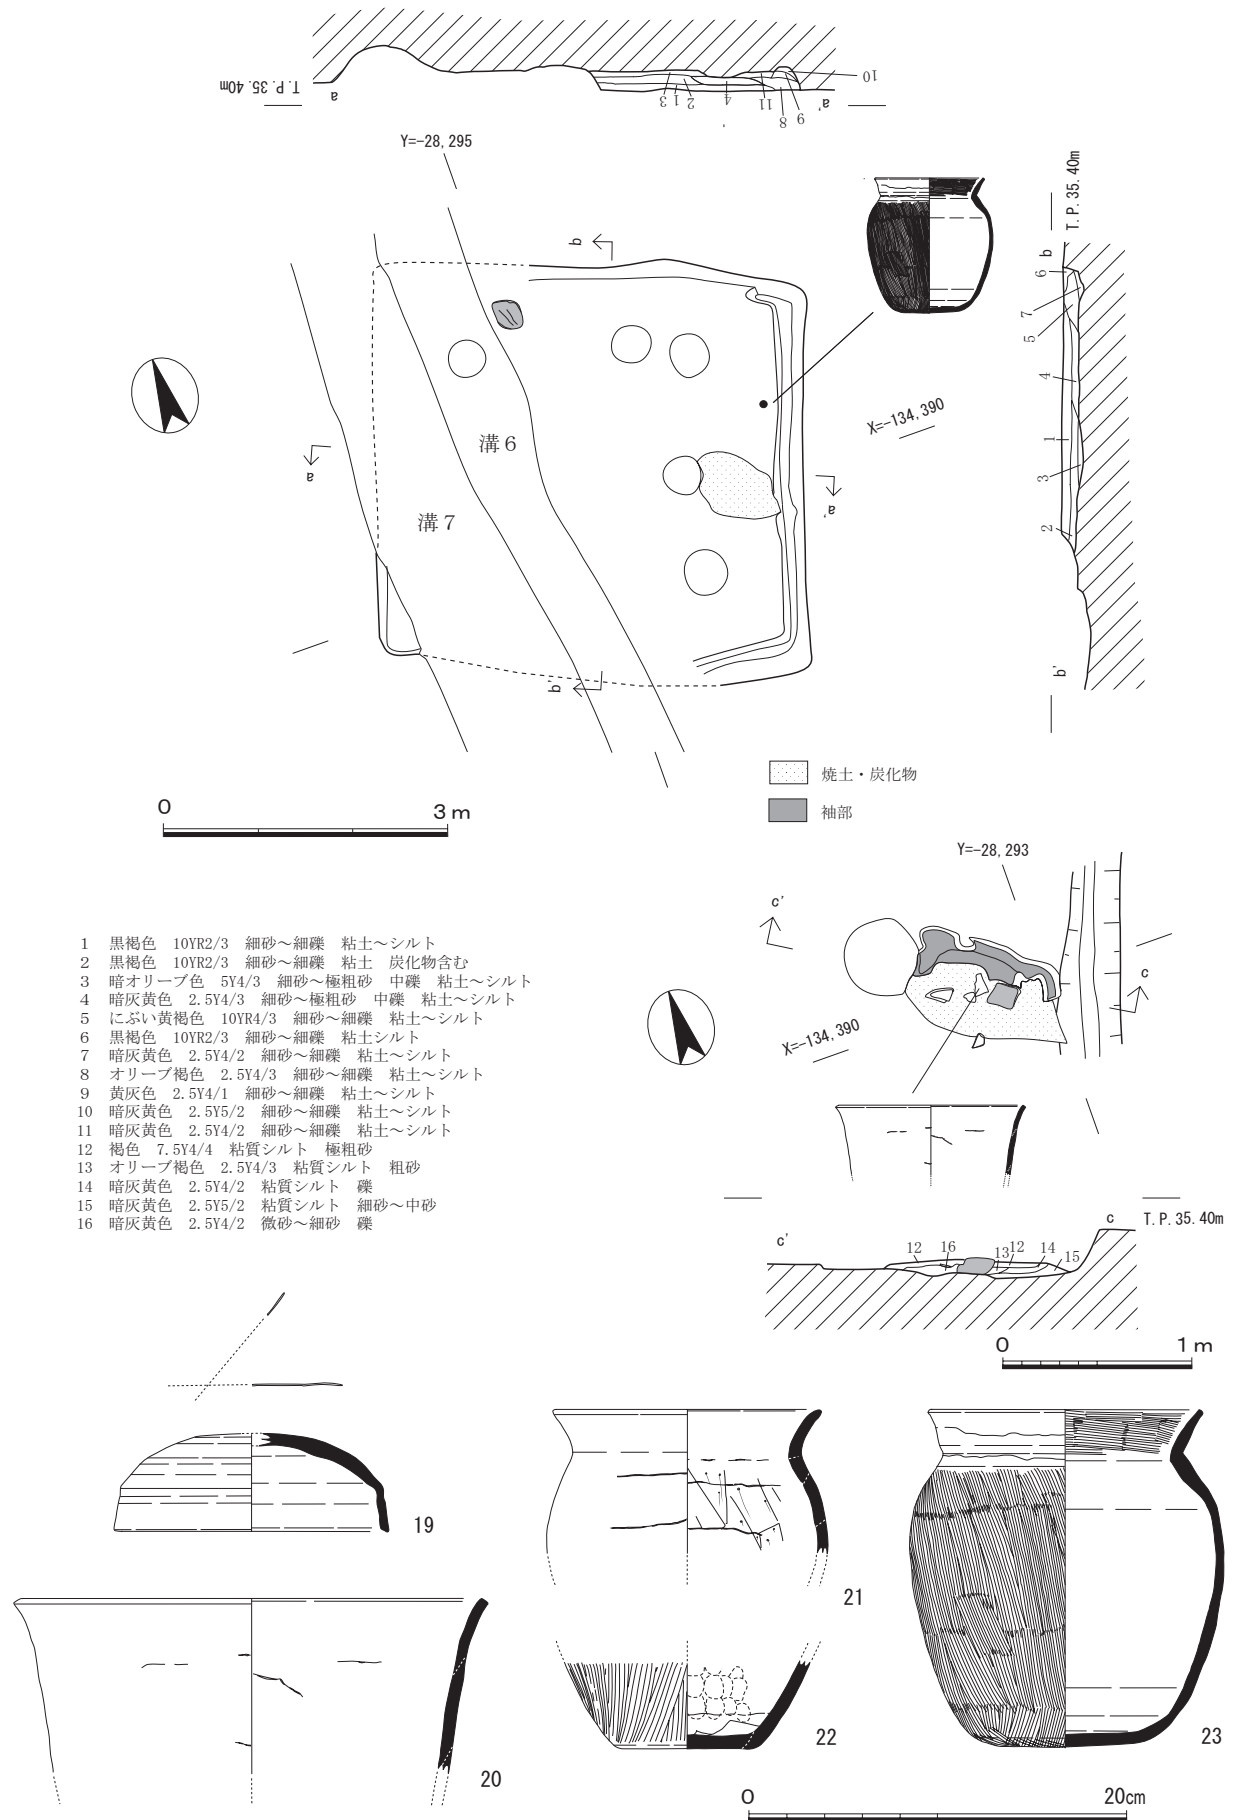 T.P.35.40m
a
3
1
2
4
11
8
9
10
a'
Y=-28,295
b
T.P.35.40m
b
6
7
5
4
1
3
2
b'
溝6
溝7
a
a'
X=-134,390
b'
焼土・炭化物
袖部
0
3m
Y=-28,293
c'
c
X=-134,390
1 黒褐色 10YR2/3 細砂～細礫 粘土～シルト
2 黒褐色 10YR2/3 細砂～細礫 粘土 炭化物含む
3 暗オリーブ色 5Y4/3 細砂～極粗砂 中礫 粘土～シルト
4 暗灰黄色 2.5Y4/3 細砂～極粗砂 中礫 粘土～シルト
5 にぶい黄褐色 10YR4/3 細砂～細礫 粘土～シルト
6 黒褐色 10YR2/3 細砂～細礫 粘土シルト
7 暗灰黄色 2.5Y4/2 細砂～細礫 粘土～シルト
8 オリーブ褐色 2.5Y4/3 細砂～細礫 粘土～シルト
9 黄灰色 2.5Y4/1 細砂～細礫 粘土～シルト
10 暗灰黄色 2.5Y5/2 細砂～細礫 粘土～シルト
11 暗灰黄色 2.5Y4/2 細砂～細礫 粘土～シルト
12 褐色 7.5Y4/4 粘質シルト 極粗砂
13 オリーブ褐色 2.5Y4/3 粘質シルト 粗砂
14 暗灰黄色 2.5Y4/2 粘質シルト 礫
15 暗灰黄色 2.5Y5/2 粘質シルト 細砂～中砂
16 暗灰黄色 2.5Y4/2 微砂～細砂 礫
c'
c
T.P.35.40m
12
16
13
12
14
15
0
1m
19
20
21
22
23
0
20cm